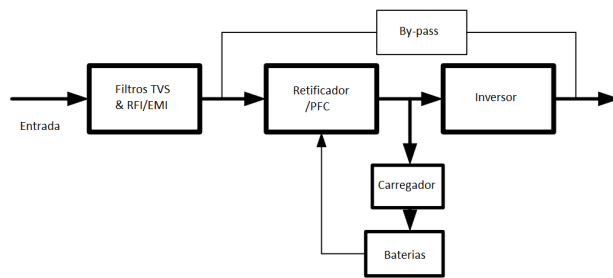 By-pass
Filtros TVS
& RFI/EMI
Retificador
/PFC
Inversor
Entrada
Carregador
Baterias